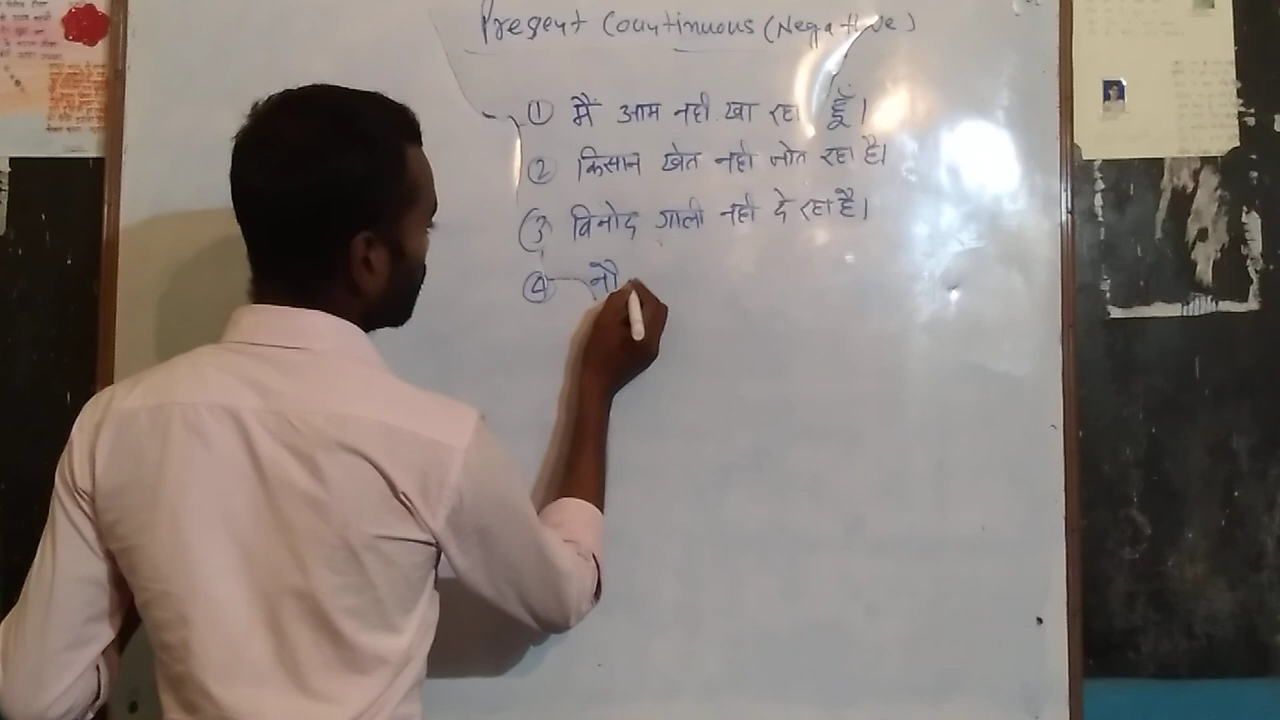 Present Countinuous (Negative)
① मैं आम नही खा रहा हूँ।
② किसान खेत नही जोत रहा है।
③ विनोद गाली नही दे रहा है।
④ नौ